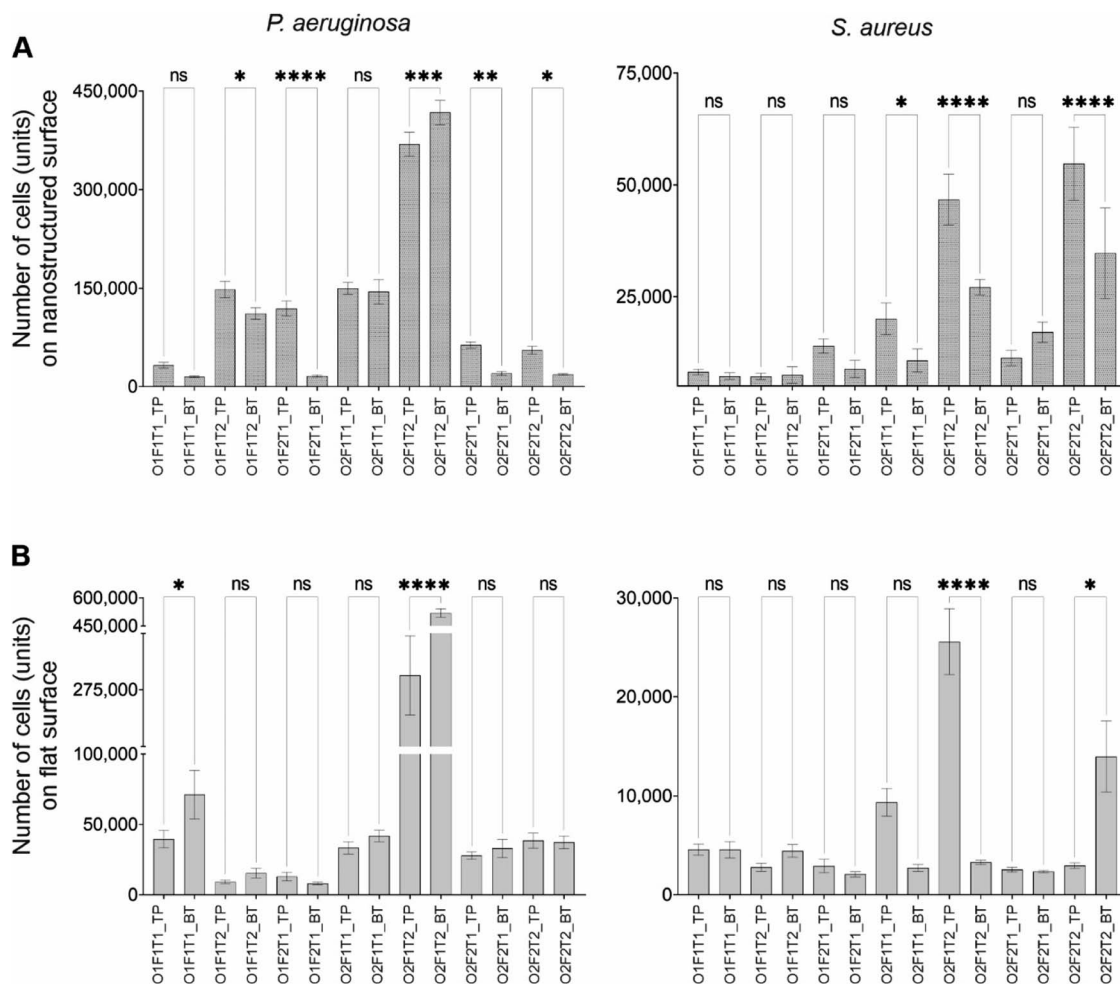 P. aeruginosa
S. aureus
A
Number of cells (units)
on nanostructured surface
450,000
300,000
150,000
0
ns
*
****
ns
***
**
*
O1F1T1_TP
O1F1T1_BT
O1F1T2_TP
O1F1T2_BT
O1F2T1_TP
O1F2T1_BT
O2F1T1_TP
O2F1T1_BT
O2F1T2_TP
O2F1T2_BT
O2F2T1_TP
O2F2T1_BT
O2F2T2_TP
O2F2T2_BT
75,000
50,000
25,000
ns
ns
ns
*
****
ns
****
O1F1T1_TP
O1F1T1_BT
O1F1T2_TP
O1F1T2_BT
O1F2T1_TP
O1F2T1_BT
O2F1T1_TP
O2F1T1_BT
O2F1T2_TP
O2F1T2_BT
O2F2T1_TP
O2F2T1_BT
O2F2T2_TP
O2F2T2_BT
B
Number of cells (units)
on flat surface
600,000
450,000
275,000
100,000
50,000
0
*
ns
ns
ns
****
ns
ns
O1F1T1_TP
O1F1T1_BT
O1F1T2_TP
O1F1T2_BT
O1F2T1_TP
O1F2T1_BT
O2F1T1_TP
O2F1T1_BT
O2F1T2_TP
O2F1T2_BT
O2F2T1_TP
O2F2T1_BT
O2F2T2_TP
O2F2T2_BT
30,000
20,000
10,000
0
ns
ns
ns
ns
****
ns
*
O1F1T1_TP
O1F1T1_BT
O1F1T2_TP
O1F1T2_BT
O1F2T1_TP
O1F2T1_BT
O2F1T1_TP
O2F1T1_BT
O2F1T2_TP
O2F1T2_BT
O2F2T1_TP
O2F2T1_BT
O2F2T2_TP
O2F2T2_BT